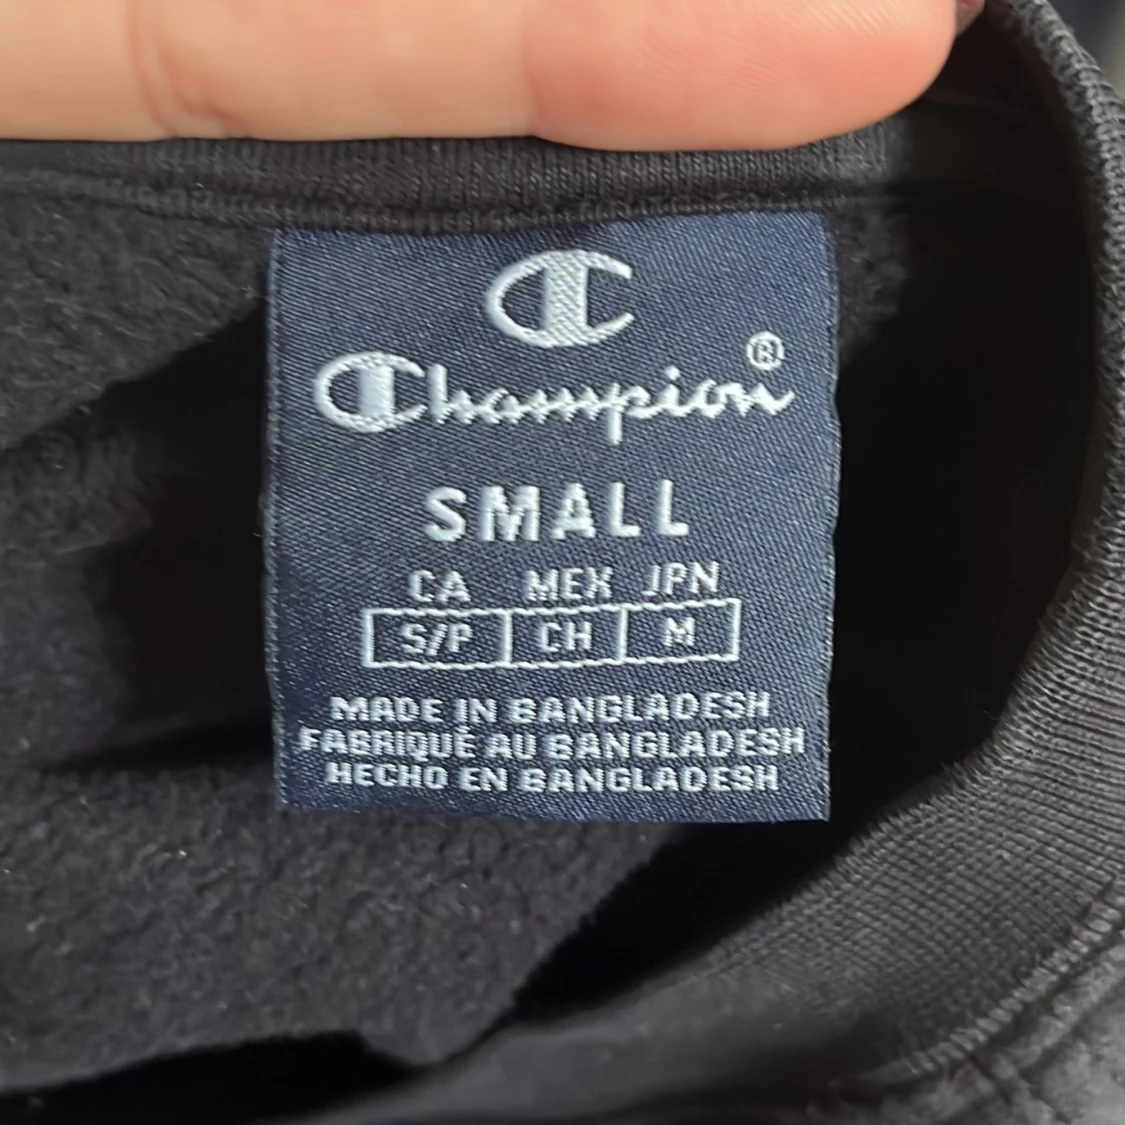 C
Champion®
SMALL
CA MEX JPN
S/P CH M
MADE IN BANGLADESH
FABRIQUÉ AU BANGLADESH
HECHO EN BANGLADESH